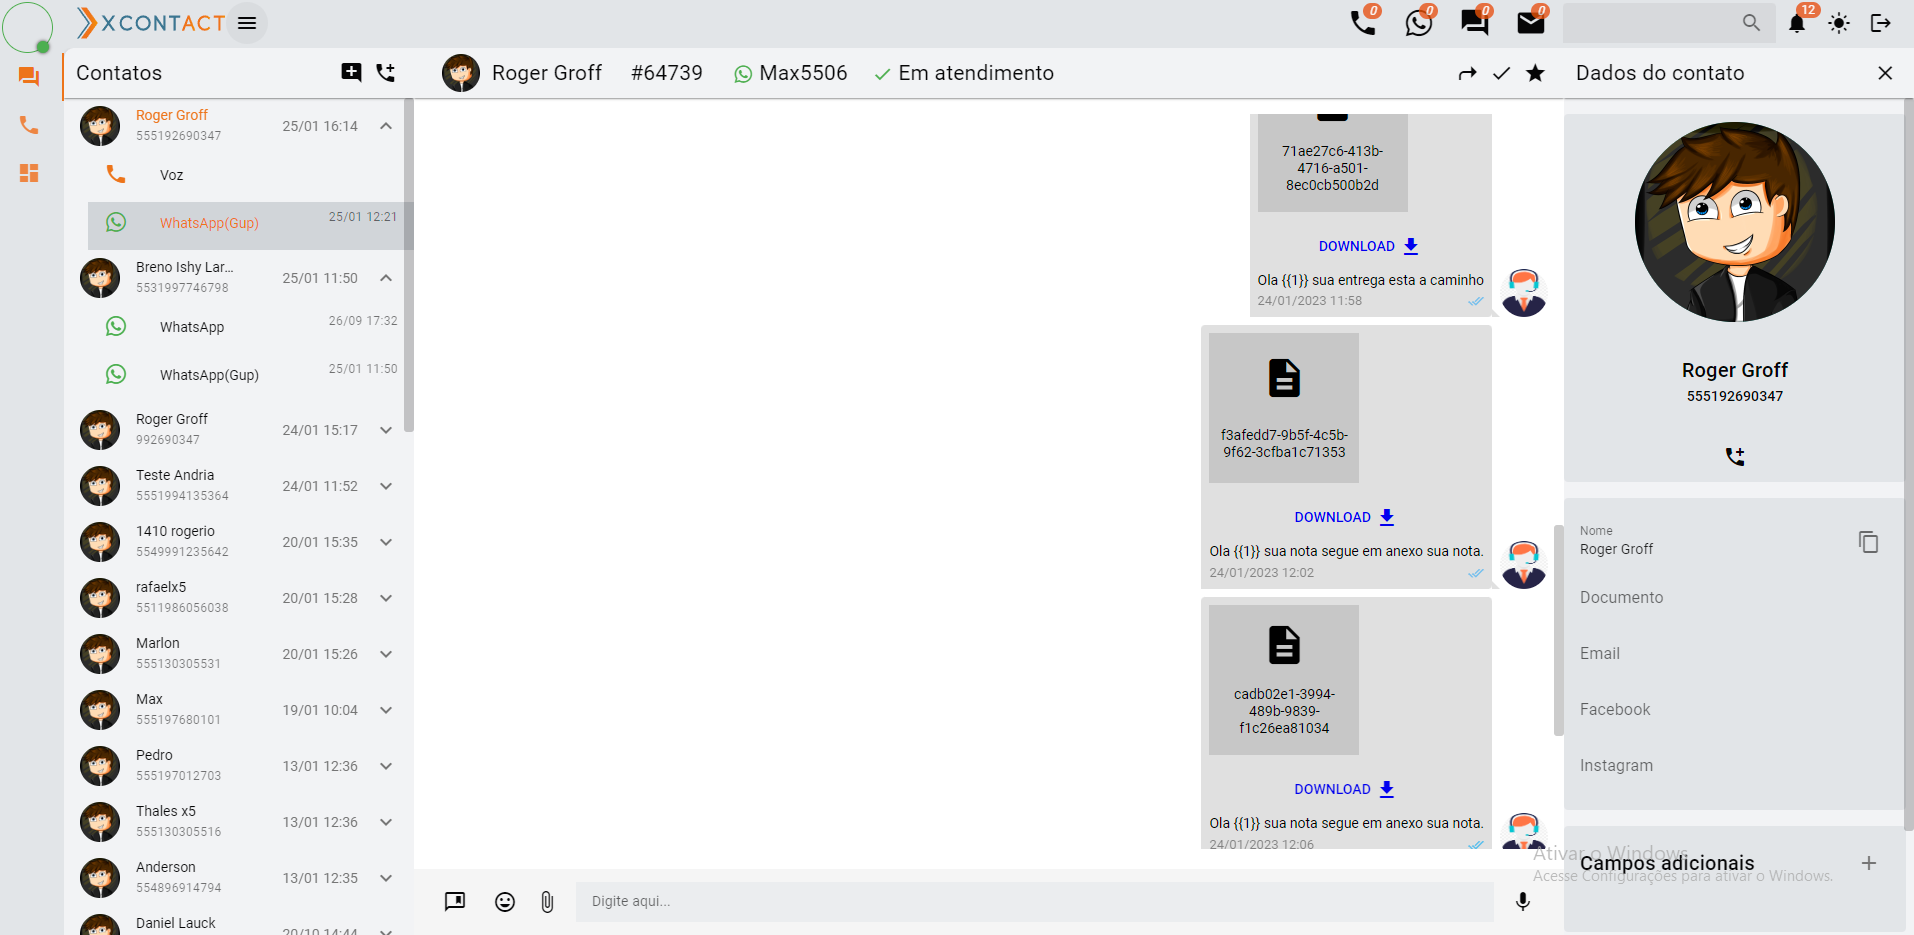 XCONTACT
0
0
0
0
12
Contatos
Roger Groff
#64739
Max5506
Em atendimento
Dados do contato
Roger Groff
555192690347
25/01 16:14
Voz
WhatsApp(Gup)
25/01 12:21
Breno Ishy Lar...
5531997746798
25/01 11:50
WhatsApp
26/09 17:32
WhatsApp(Gup)
25/01 11:50
Roger Groff
992690347
24/01 15:17
Teste Andria
5551994135364
24/01 11:52
1410 rogerio
5549991235642
20/01 15:35
rafaelx5
5511986056038
20/01 15:28
Marlon
555130305531
20/01 15:26
Max
555197680101
19/01 10:04
Pedro
555197012703
13/01 12:36
Thales x5
555130305516
13/01 12:36
Anderson
554896914794
13/01 12:35
Daniel Lauck
20/10 14:44
71ae27c6-413b-
4716-a501-
8ec0cb500b2d
DOWNLOAD
Ola {{1}} sua entrega esta a caminho
24/01/2023 11:58
f3afedd7-9b5f-4c5b-
9f62-3cfba1c71353
DOWNLOAD
Ola {{1}} sua nota segue em anexo sua nota.
24/01/2023 12:02
cadb02e1-3994-
489b-9839-
f1c26ea81034
DOWNLOAD
Ola {{1}} sua nota segue em anexo sua nota.
24/01/2023 12:06
Digite aqui...
Roger Groff
555192690347
Nome
Roger Groff
Documento
Email
Facebook
Instagram
Campos adicionais
Ativar o Windows
Acesse Configurações para ativar o Windows.